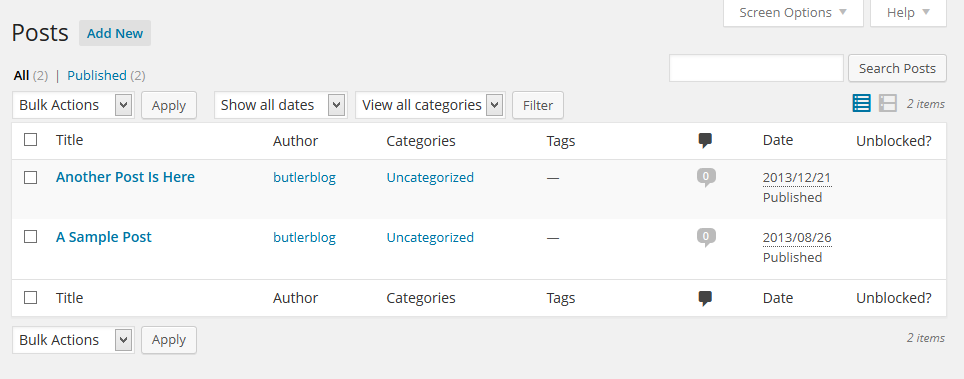 Screen Options Help
Posts Add New
All (2) | Published (2)
Search Posts
Bulk Actions Apply Show all dates View all categories Filter 2 items
Title Author Categories Tags Date Unblocked?
Another Post Is Here butlerblog Uncategorized — 0 2013/12/21
Published
A Sample Post butlerblog Uncategorized — 0 2013/08/26
Published
Title Author Categories Tags Date Unblocked?
Bulk Actions Apply 2 items